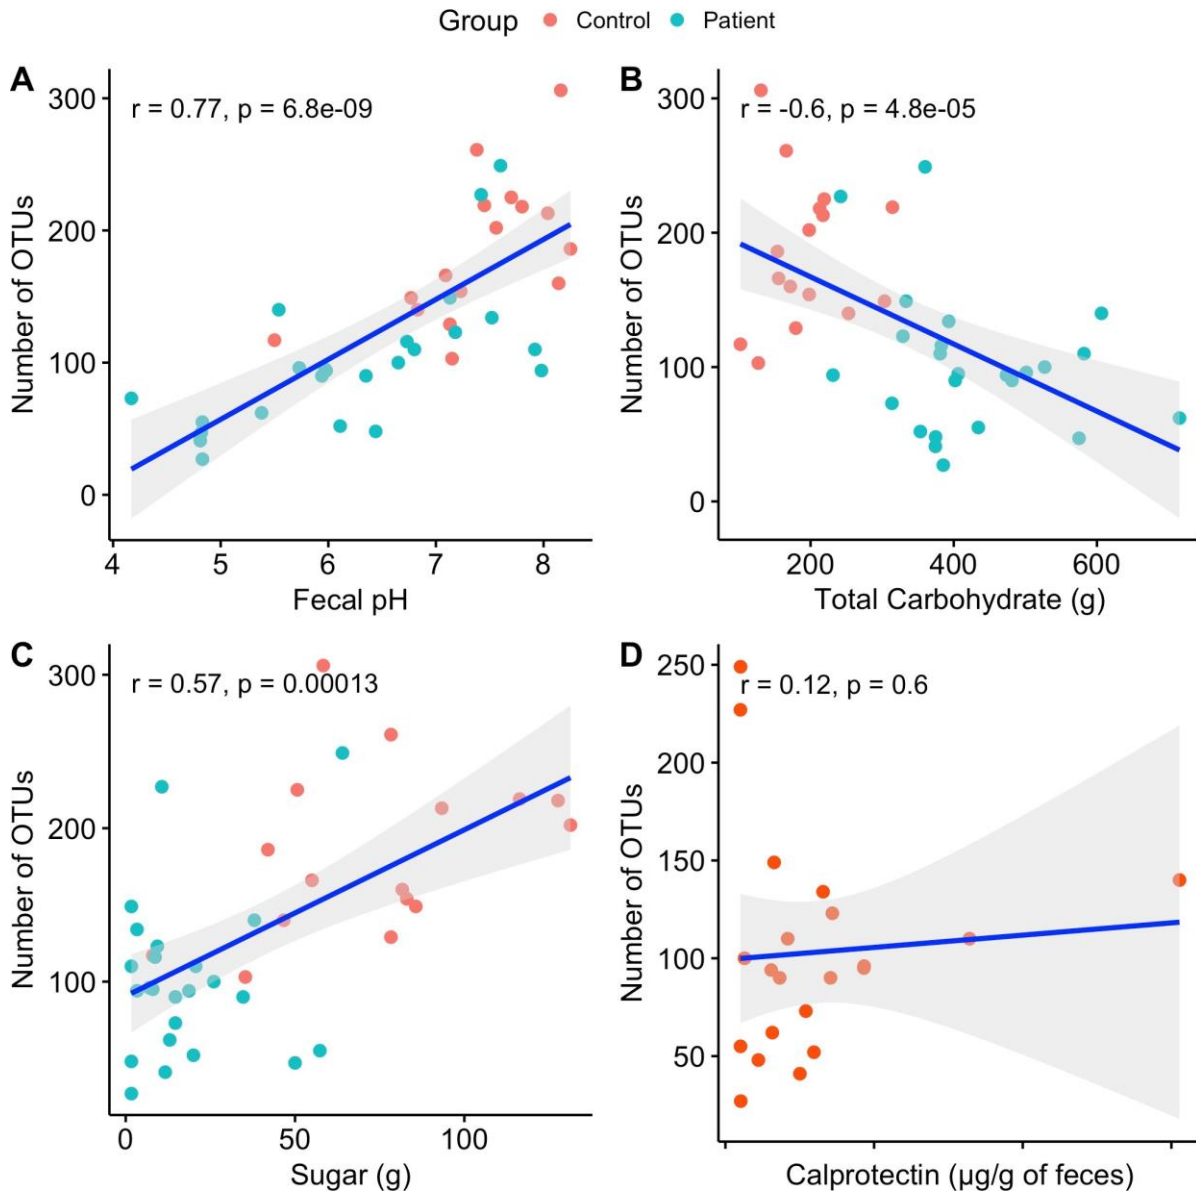 Group Control Patient
A
r = 0.77, p = 6.8e-09
Number of OTUs
300
200
100
0
4 5 6 7 8
Fecal pH
B
r = -0.6, p = 4.8e-05
Number of OTUs
300
200
100
0
200 400 600
Total Carbohydrate (g)
C
r = 0.57, p = 0.00013
Number of OTUs
300
200
100
0 50 100
Sugar (g)
D
r = 0.12, p = 0.6
Number of OTUs
250
200
150
100
50
Calprotectin (µg/g of feces)